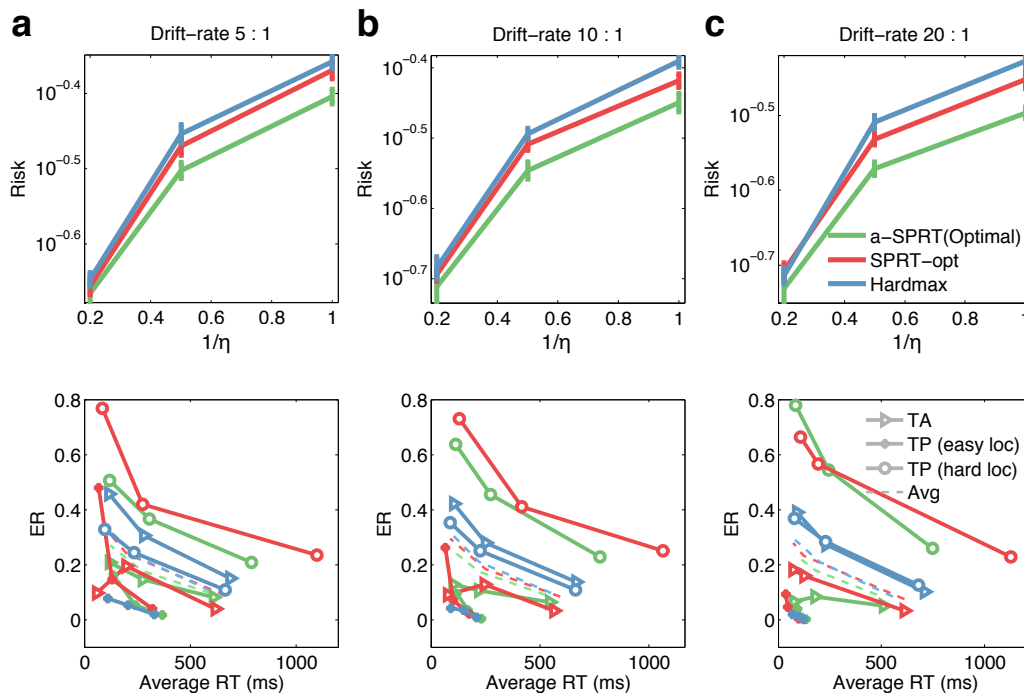 a
b
c
Drift-rate 5 : 1
Drift-rate 10 : 1
Drift-rate 20 : 1
Risk
10^-0.4
10^-0.5
10^-0.6
0.2 0.4 0.6 0.8 1
1/η
Risk
10^-0.4
10^-0.5
10^-0.6
10^-0.7
0.2 0.4 0.6 0.8 1
1/η
Risk
10^-0.5
10^-0.6
10^-0.7
0.2 0.4 0.6 0.8
1/η
a-SPRT(Optimal)
SPRT-opt
Hardmax
ER
0.8
0.6
0.4
0.2
0
0 500 1000
Average RT (ms)
ER
0.8
0.6
0.4
0.2
0
0 500 1000
Average RT (ms)
ER
0.8
0.6
0.4
0.2
0
0 500 1000
Average RT (ms)
TA
TP (easy loc)
TP (hard loc)
Avg